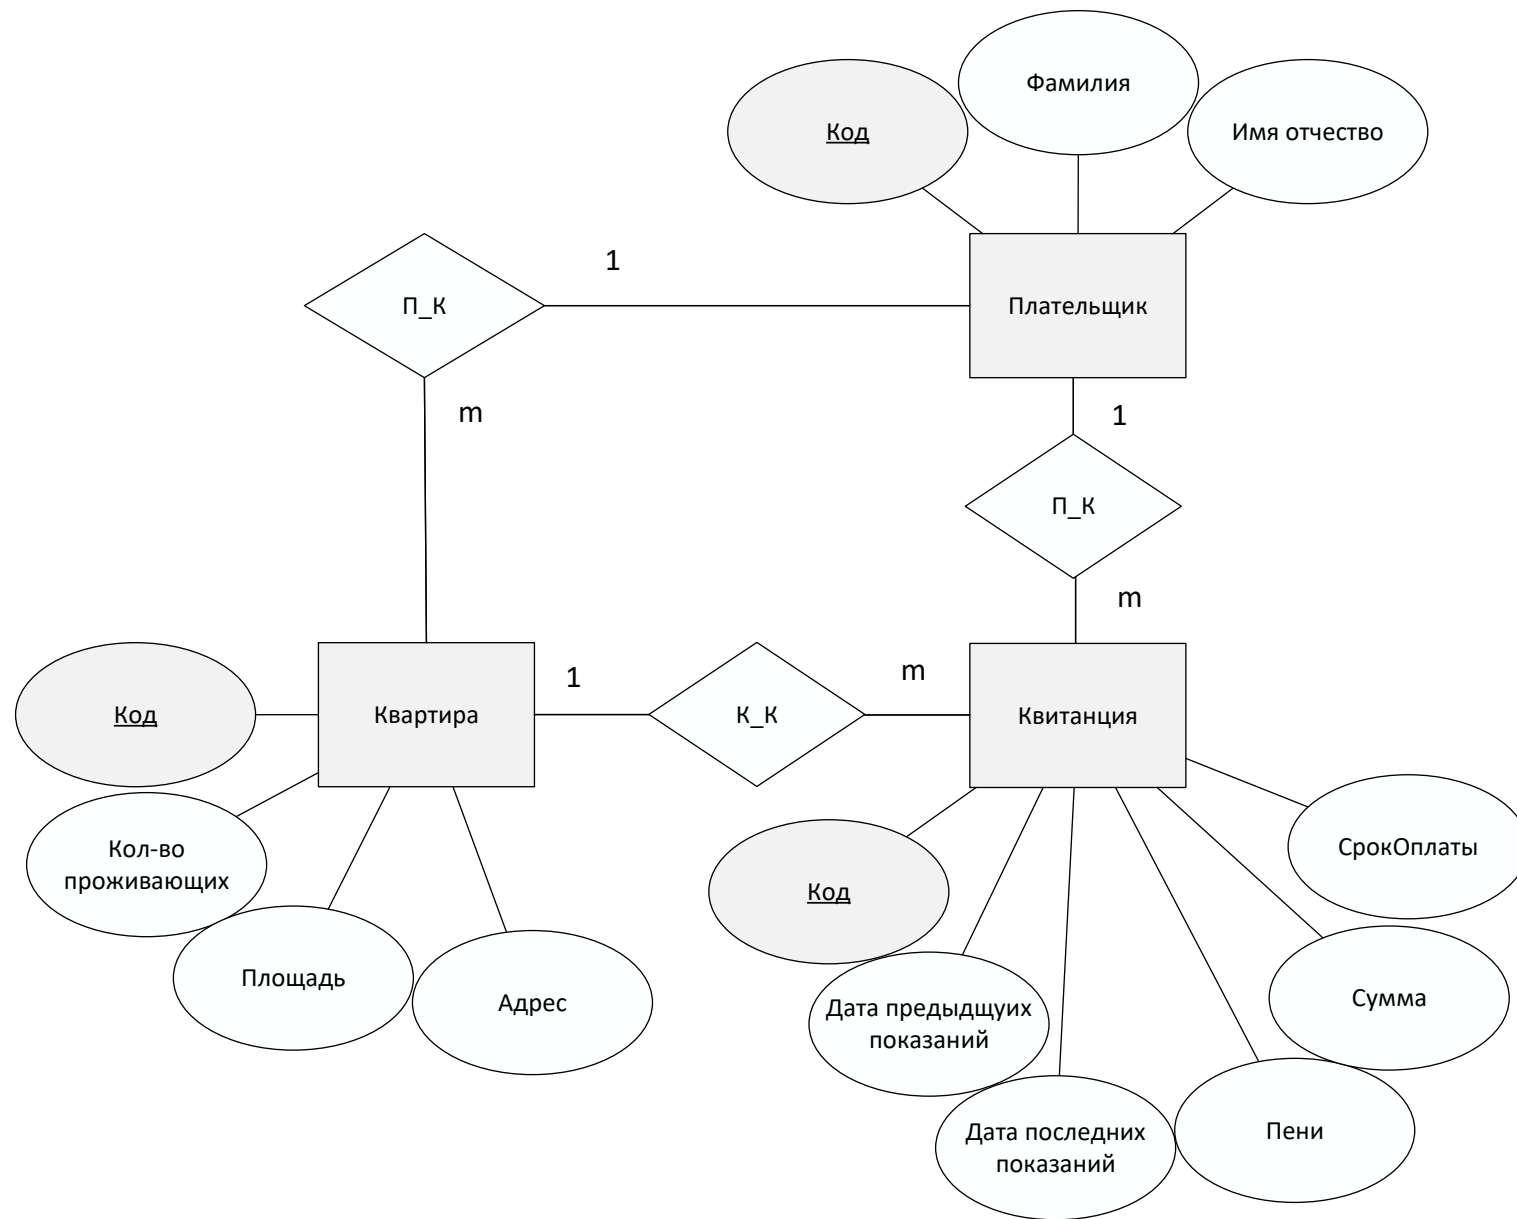 Фамилия
Код
Имя отчество
1
П_К
Плательщик
m
1
П_К
m
1
m
Код
Квартира
К_К
Квитанция
Кол-во
проживающих
СрокОплаты
Код
Площадь
Адрес
Дата предыдщуих
показаний
Сумма
Дата последних
показаний
Пени